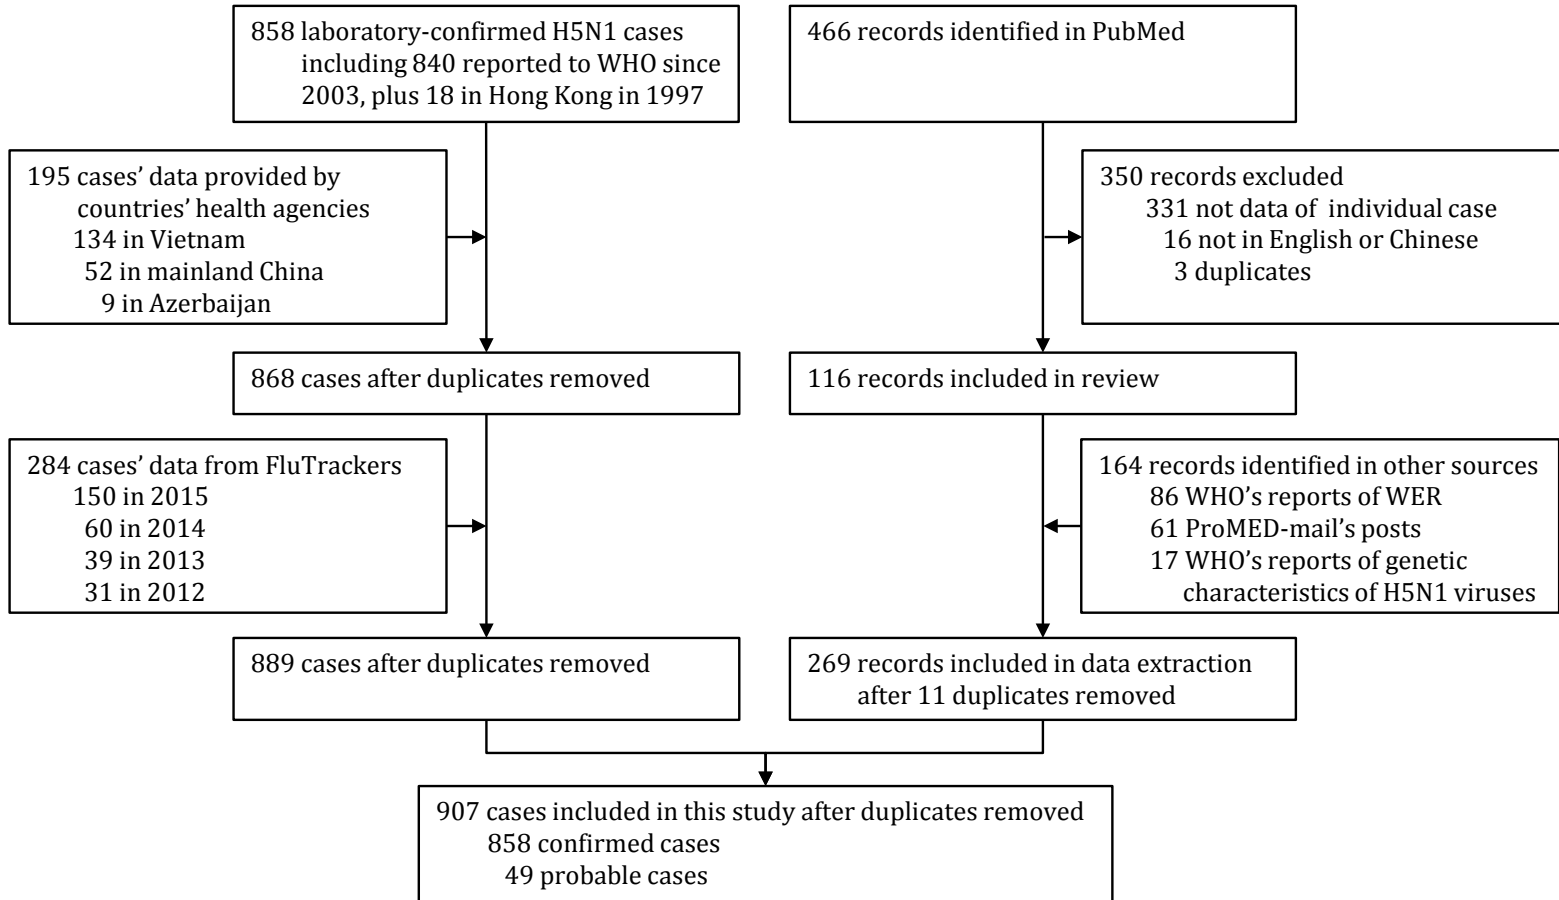 858 laboratory-confirmed H5N1 cases
including 840 reported to WHO since
2003, plus 18 in Hong Kong in 1997
466 records identified in PubMed
195 cases’ data provided by
countries’ health agencies
134 in Vietnam
52 in mainland China
9 in Azerbaijan
350 records excluded
331 not data of individual case
16 not in English or Chinese
3 duplicates
868 cases after duplicates removed
116 records included in review
284 cases’ data from FluTrackers
150 in 2015
60 in 2014
39 in 2013
31 in 2012
164 records identified in other sources
86 WHO’s reports of WER
61 ProMED-mail’s posts
17 WHO’s reports of genetic
characteristics of H5N1 viruses
889 cases after duplicates removed
269 records included in data extraction
after 11 duplicates removed
907 cases included in this study after duplicates removed
858 confirmed cases
49 probable cases